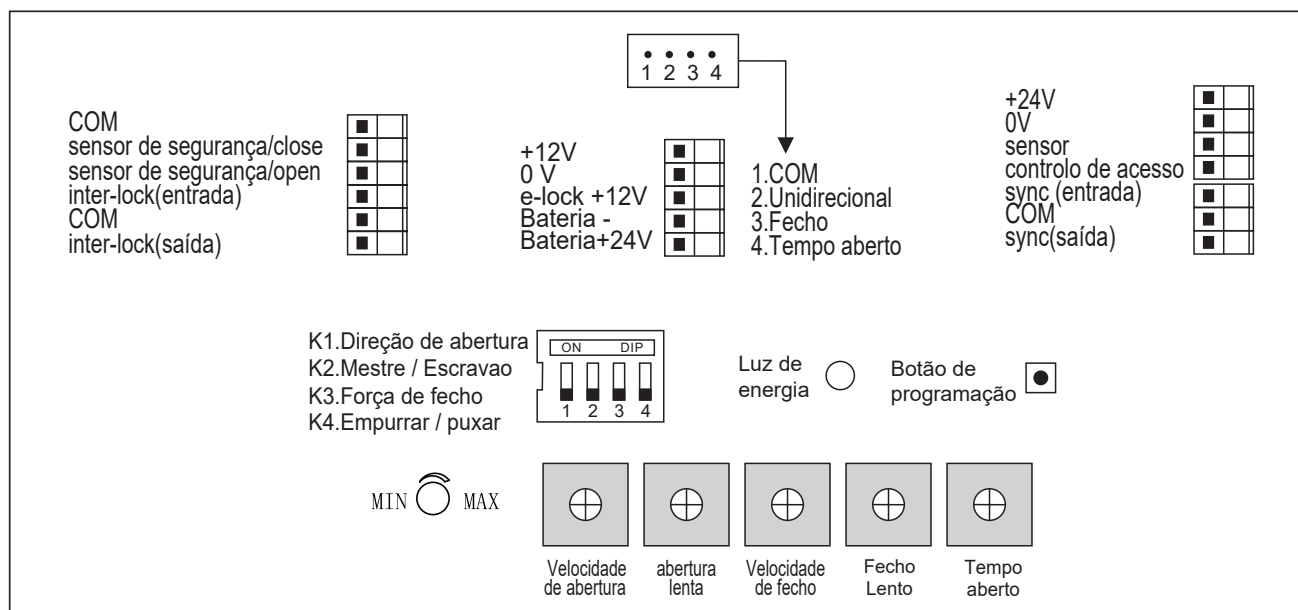 1 2 3 4
COM
sensor de segurança/close
sensor de segurança/open
inter-lock(entrada)
COM
inter-lock(saída)
+12V
0 V
e-lock +12V
Bateria -
Bateria+24V
1.COM
2.Unidirecional
3.Fecho
4.Tempo aberto
+24V
0V
sensor
controlo de acesso
sync (entrada)
COM
sync(saída)
K1.Direção de abertura
K2.Mestre / Escravao
K3.Força de fecho
K4.Empurrar / puxar
ON DIP
1 2 3 4
Luz de
energia
Botão de
programação
MIN MAX
Velocidade
de abertura
abertura
lenta
Velocidade
de fecho
Fecho
Lento
Tempo
aberto